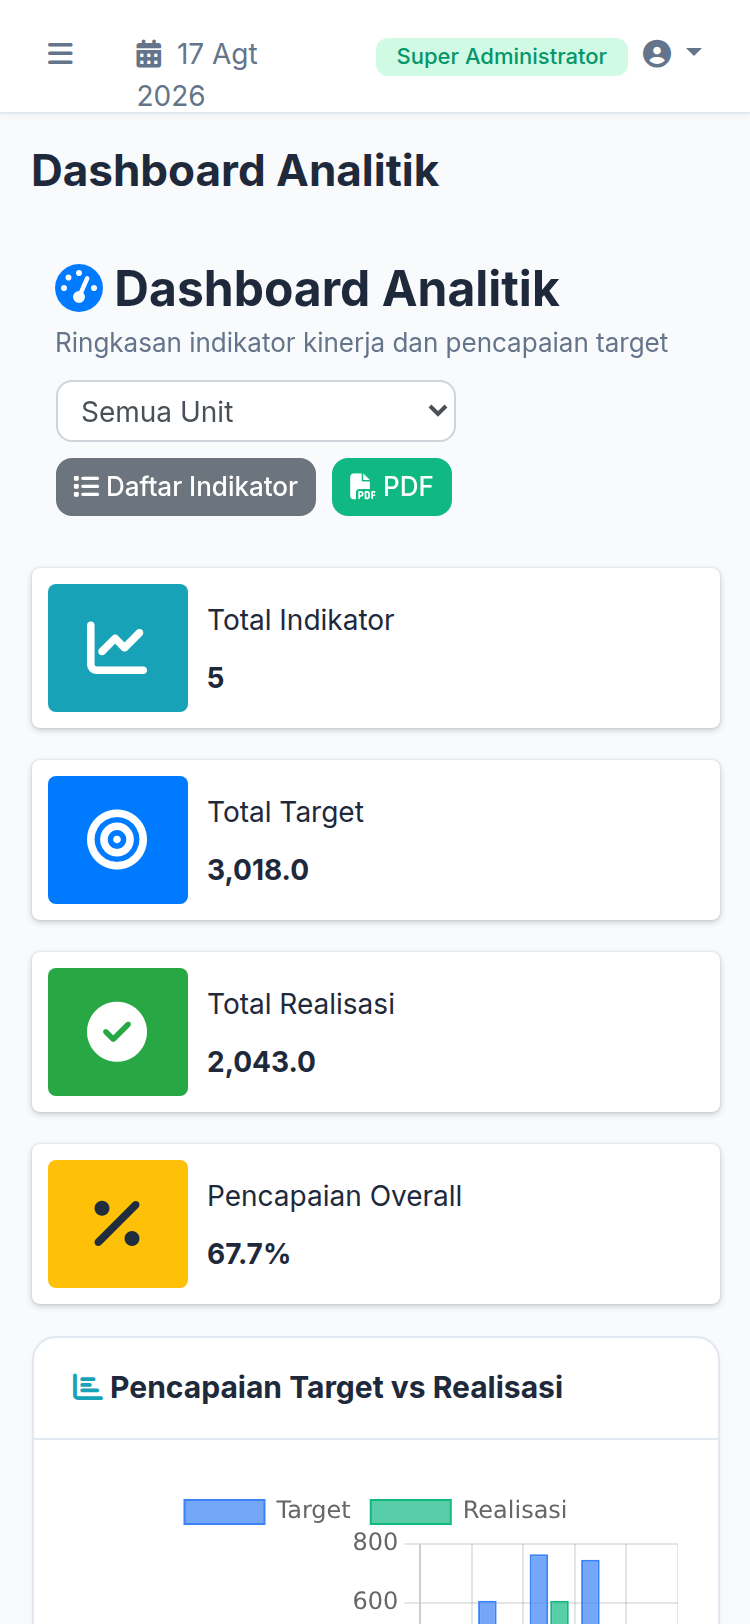 17 Agt
2026
Super Administrator
Dashboard Analitik
Dashboard Analitik
Ringkasan indikator kinerja dan pencapaian target
Semua Unit
Daftar Indikator
PDF PDF
Total Indikator
5
Total Target
3,018.0
Total Realisasi
2,043.0
Pencapaian Overall
67.7%
Pencapaian Target vs Realisasi
Target
Realisasi
800
600